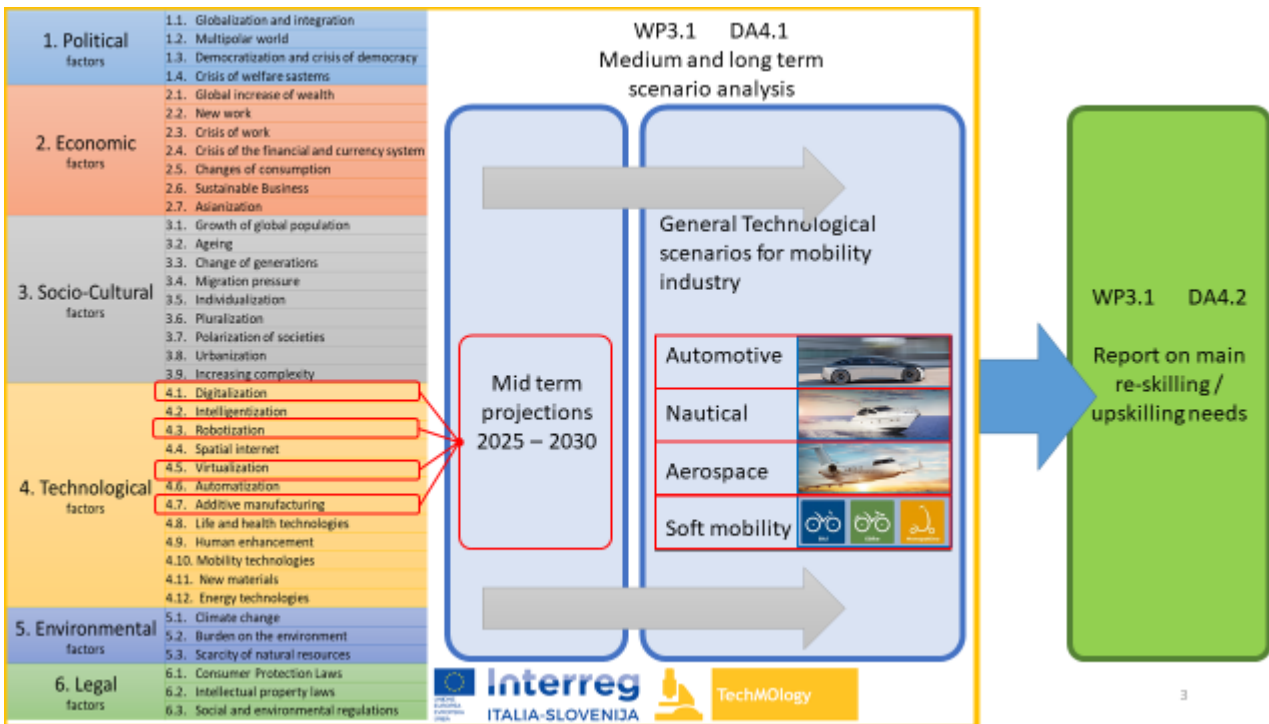 1. Political
factors
1.1. Globalization and integration
1.2. Multipolar world
1.3. Democratization and crisis of democracy
1.4. Crisis of welfare sastems
2. Economic
factors
2.1. Global increase of wealth
2.2. New work
2.3. Crisis of work
2.4. Crisis of the financial and currency system
2.5. Changes of consumption
2.6. Sustainable Business
2.7. Asianization
3. Socio-Cultural
factors
3.1. Growth of global population
3.2. Ageing
3.3. Change of generations
3.4. Migration pressure
3.5. Individualization
3.6. Pluralization
3.7. Polarization of societies
3.8. Urbanization
3.9. Increasing complexity
4. Technological
factors
4.1. Digitalization
4.2. Intelligentization
4.3. Robotization
4.4. Spatial internet
4.5. Virtualization
4.6. Automatization
4.7. Additive manufacturing
4.8. Life and health technologies
4.9. Human enhancement
4.10. Mobility technologies
4.11. New materials
4.12. Energy technologies
5. Environmental
factors
5.1. Climate change
5.2. Burden on the environment
5.3. Scarcity of natural resources
6. Legal
factors
6.1. Consumer Protection Laws
6.2. Intellectual property laws
6.3. Social and environmental regulations
WP3.1 DA4.1
Medium and long term
scenario analysis
Mid term
projections
2025 – 2030
General Technological
scenarios for mobility
industry
Automotive
Nautical
Aerospace
Soft mobility
WP3.1 DA4.2
Report on main
re-skilling /
upskilling needs
Interreg
ITALIA-SLOVENIJA
TechMOlogy
3